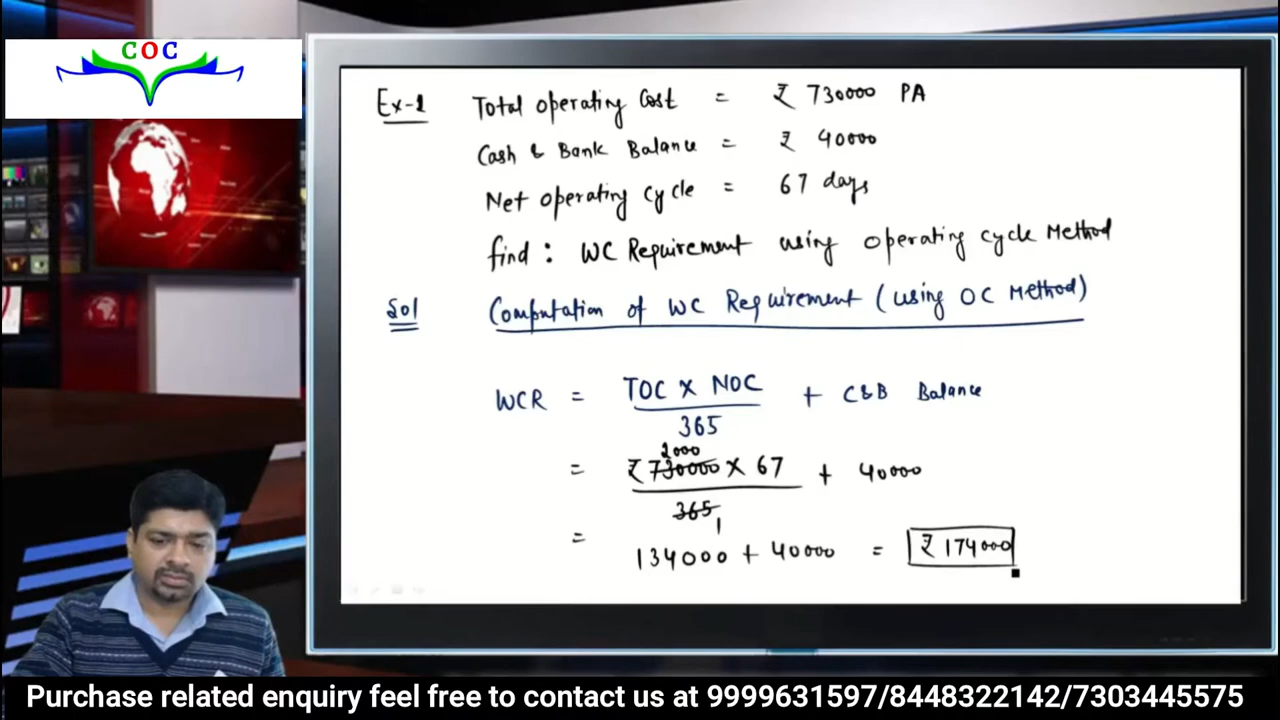 COC
Ex-1 Total operating Cost = ₹ 730000 PA
Cash & Bank Balance = ₹ 40000
Net operating cycle = 67 days
find : WC Requirement using operating cycle Method
Sol Computation of WC Requirement (using OC Method)
WCR = TOC X NOC + C&B Balance
365
2000
= ₹ 730000 X 67 + 40000
365
1
= 134000 + 40000 = ₹ 174000
Purchase related enquiry feel free to contact us at 9999631597/8448322142/7303445575